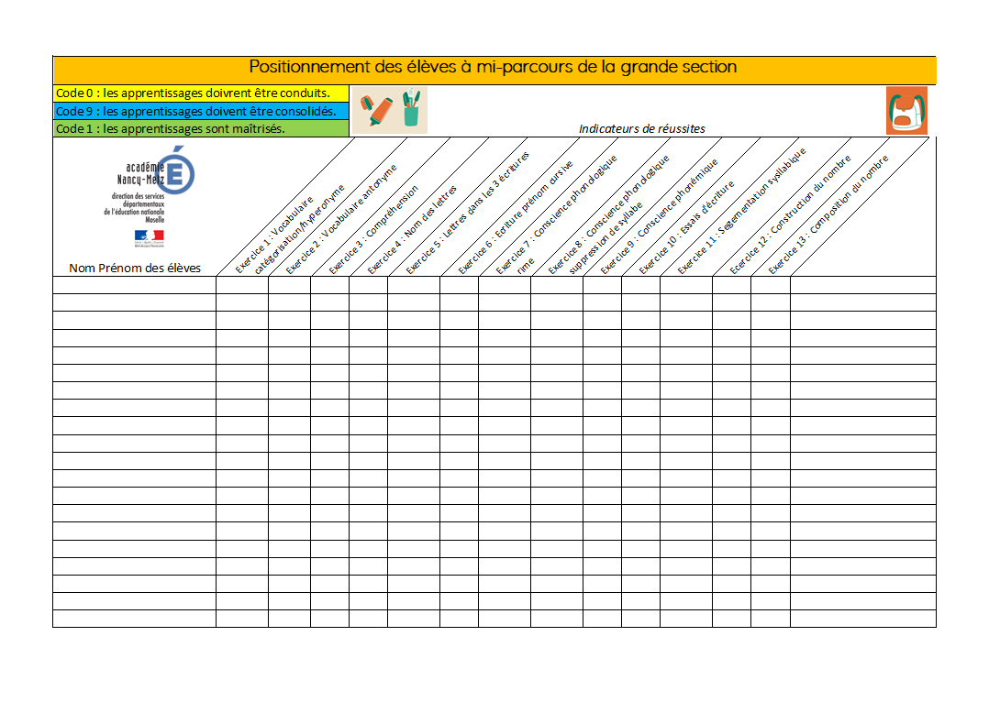 Positionnement des élèves à mi-parcours de la grande section
Code 0 : les apprentissages doivrent être conduits.
Code 9 : les apprentissages doivent être consolidés.
Code 1 : les apprentissages sont maîtrisés.
Indicateurs de réussites
académie
Nancy-Metz
direction des services
départementaux
de l'éducation nationale
Moselle
Nom Prénom des élèves
Exercice 1 : Vocabulaire
catégorisation/hyperonyme
Exercice 2 : Vocabulaire antonyme
Exercice 3 : Compréhension
Exercice 4 : Nom des lettres
Exercice 5 : Lettres dans les 3 écritures
Exercice 6 : Ecriture prénom cursive
Exercice 7 : Conscience phonologique
rime
Exercice 8 : Conscience phonologique
suppression de syllabe
Exercice 9 : Conscience phonémique
Exercice 10 : Essais d'écriture
Exercice 11 : Segementation sysllabique
Ecercice 12 : Construction du nombre
Exercice 13 : Composition du nombre